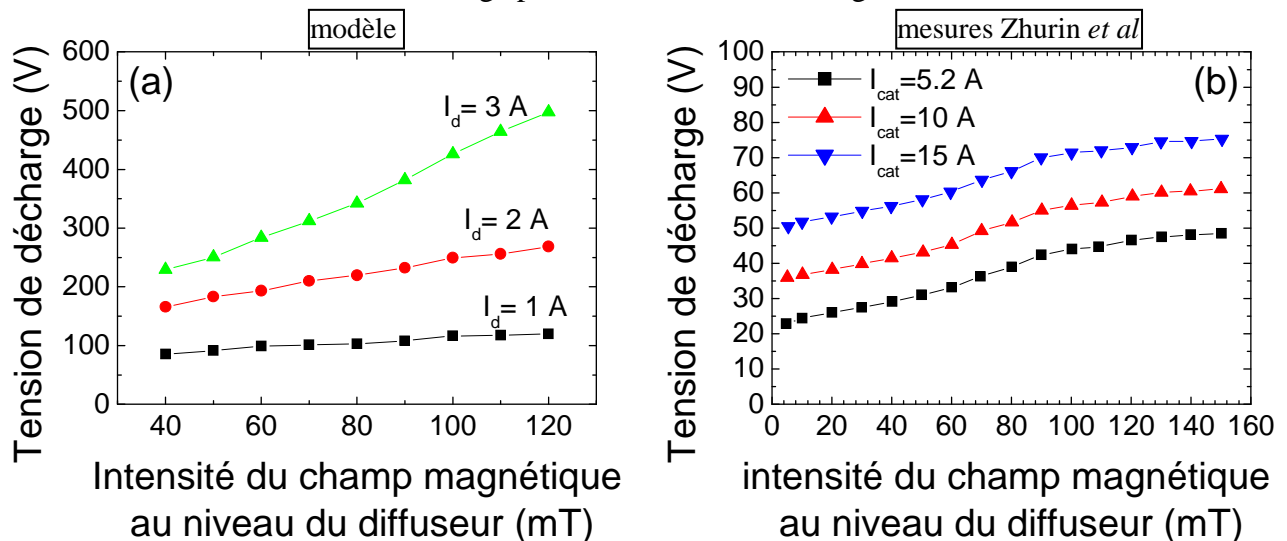 modèle
mesures Zhurin et al
(a)
I_d= 3 A
I_d= 2 A
I_d= 1 A
600
500
400
300
200
100
0
40 60 80 100 120
Tension de décharge (V)
Intensité du champ magnétique
au niveau du diffuseur (mT)
(b)
I_cat=5.2 A
I_cat=10 A
I_cat=15 A
100
90
80
70
60
50
40
30
20
10
0
0 20 40 60 80 100 120 140 160
Tension de décharge (V)
intensité du champ magnétique
au niveau du diffuseur (mT)